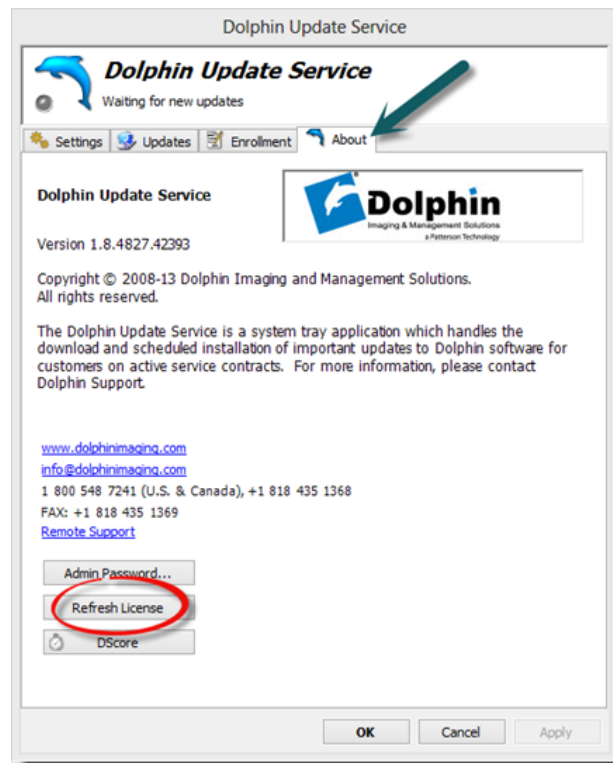 Dolphin Update Service
Dolphin Update Service
Waiting for new updates
Settings Updates Enrollment About
Dolphin Update Service
Dolphin
Imaging & Management Solutions
a Patterson Technology
Version 1.8.4827.42393
Copyright © 2008-13 Dolphin Imaging and Management Solutions.
All rights reserved.
The Dolphin Update Service is a system tray application which handles the
download and scheduled installation of important updates to Dolphin software for
customers on active service contracts. For more information, please contact
Dolphin Support.
www.dolphinimaging.com
info@dolphinimaging.com
1 800 548 7241 (U.S. & Canada), +1 818 435 1368
FAX: +1 818 435 1369
Remote Support
Admin Password...
Refresh License
DScore
OK Cancel Apply